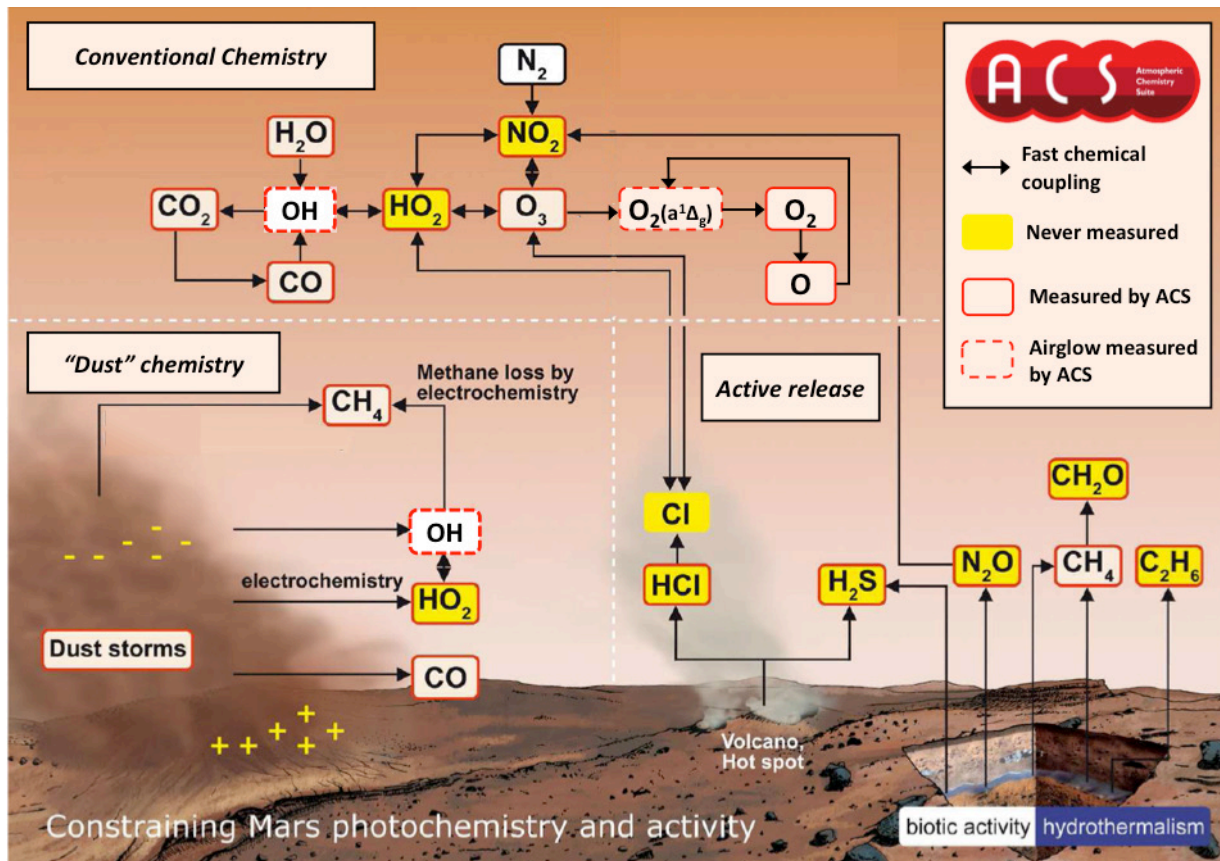 Conventional Chemistry
N₂
H₂O
NO₂
CO₂
OH
HO₂
O₃
O₂(a¹Δg)
O₂
CO
O
ACS
Atmospheric
Chemistry
Suite
Fast chemical
coupling
Never measured
Measured by ACS
Airglow measured
by ACS
“Dust” chemistry
Methane loss by
electrochemistry
CH₄
OH
electrochemistry
HO₂
Dust storms
CO
- - - - - -
+ + + + + +
Active release
Cl
HCl
H₂S
N₂O
CH₂O
CH₄
C₂H₆
Volcano,
Hot spot
biotic activity
hydrothermalism
Constraining Mars photochemistry and activity